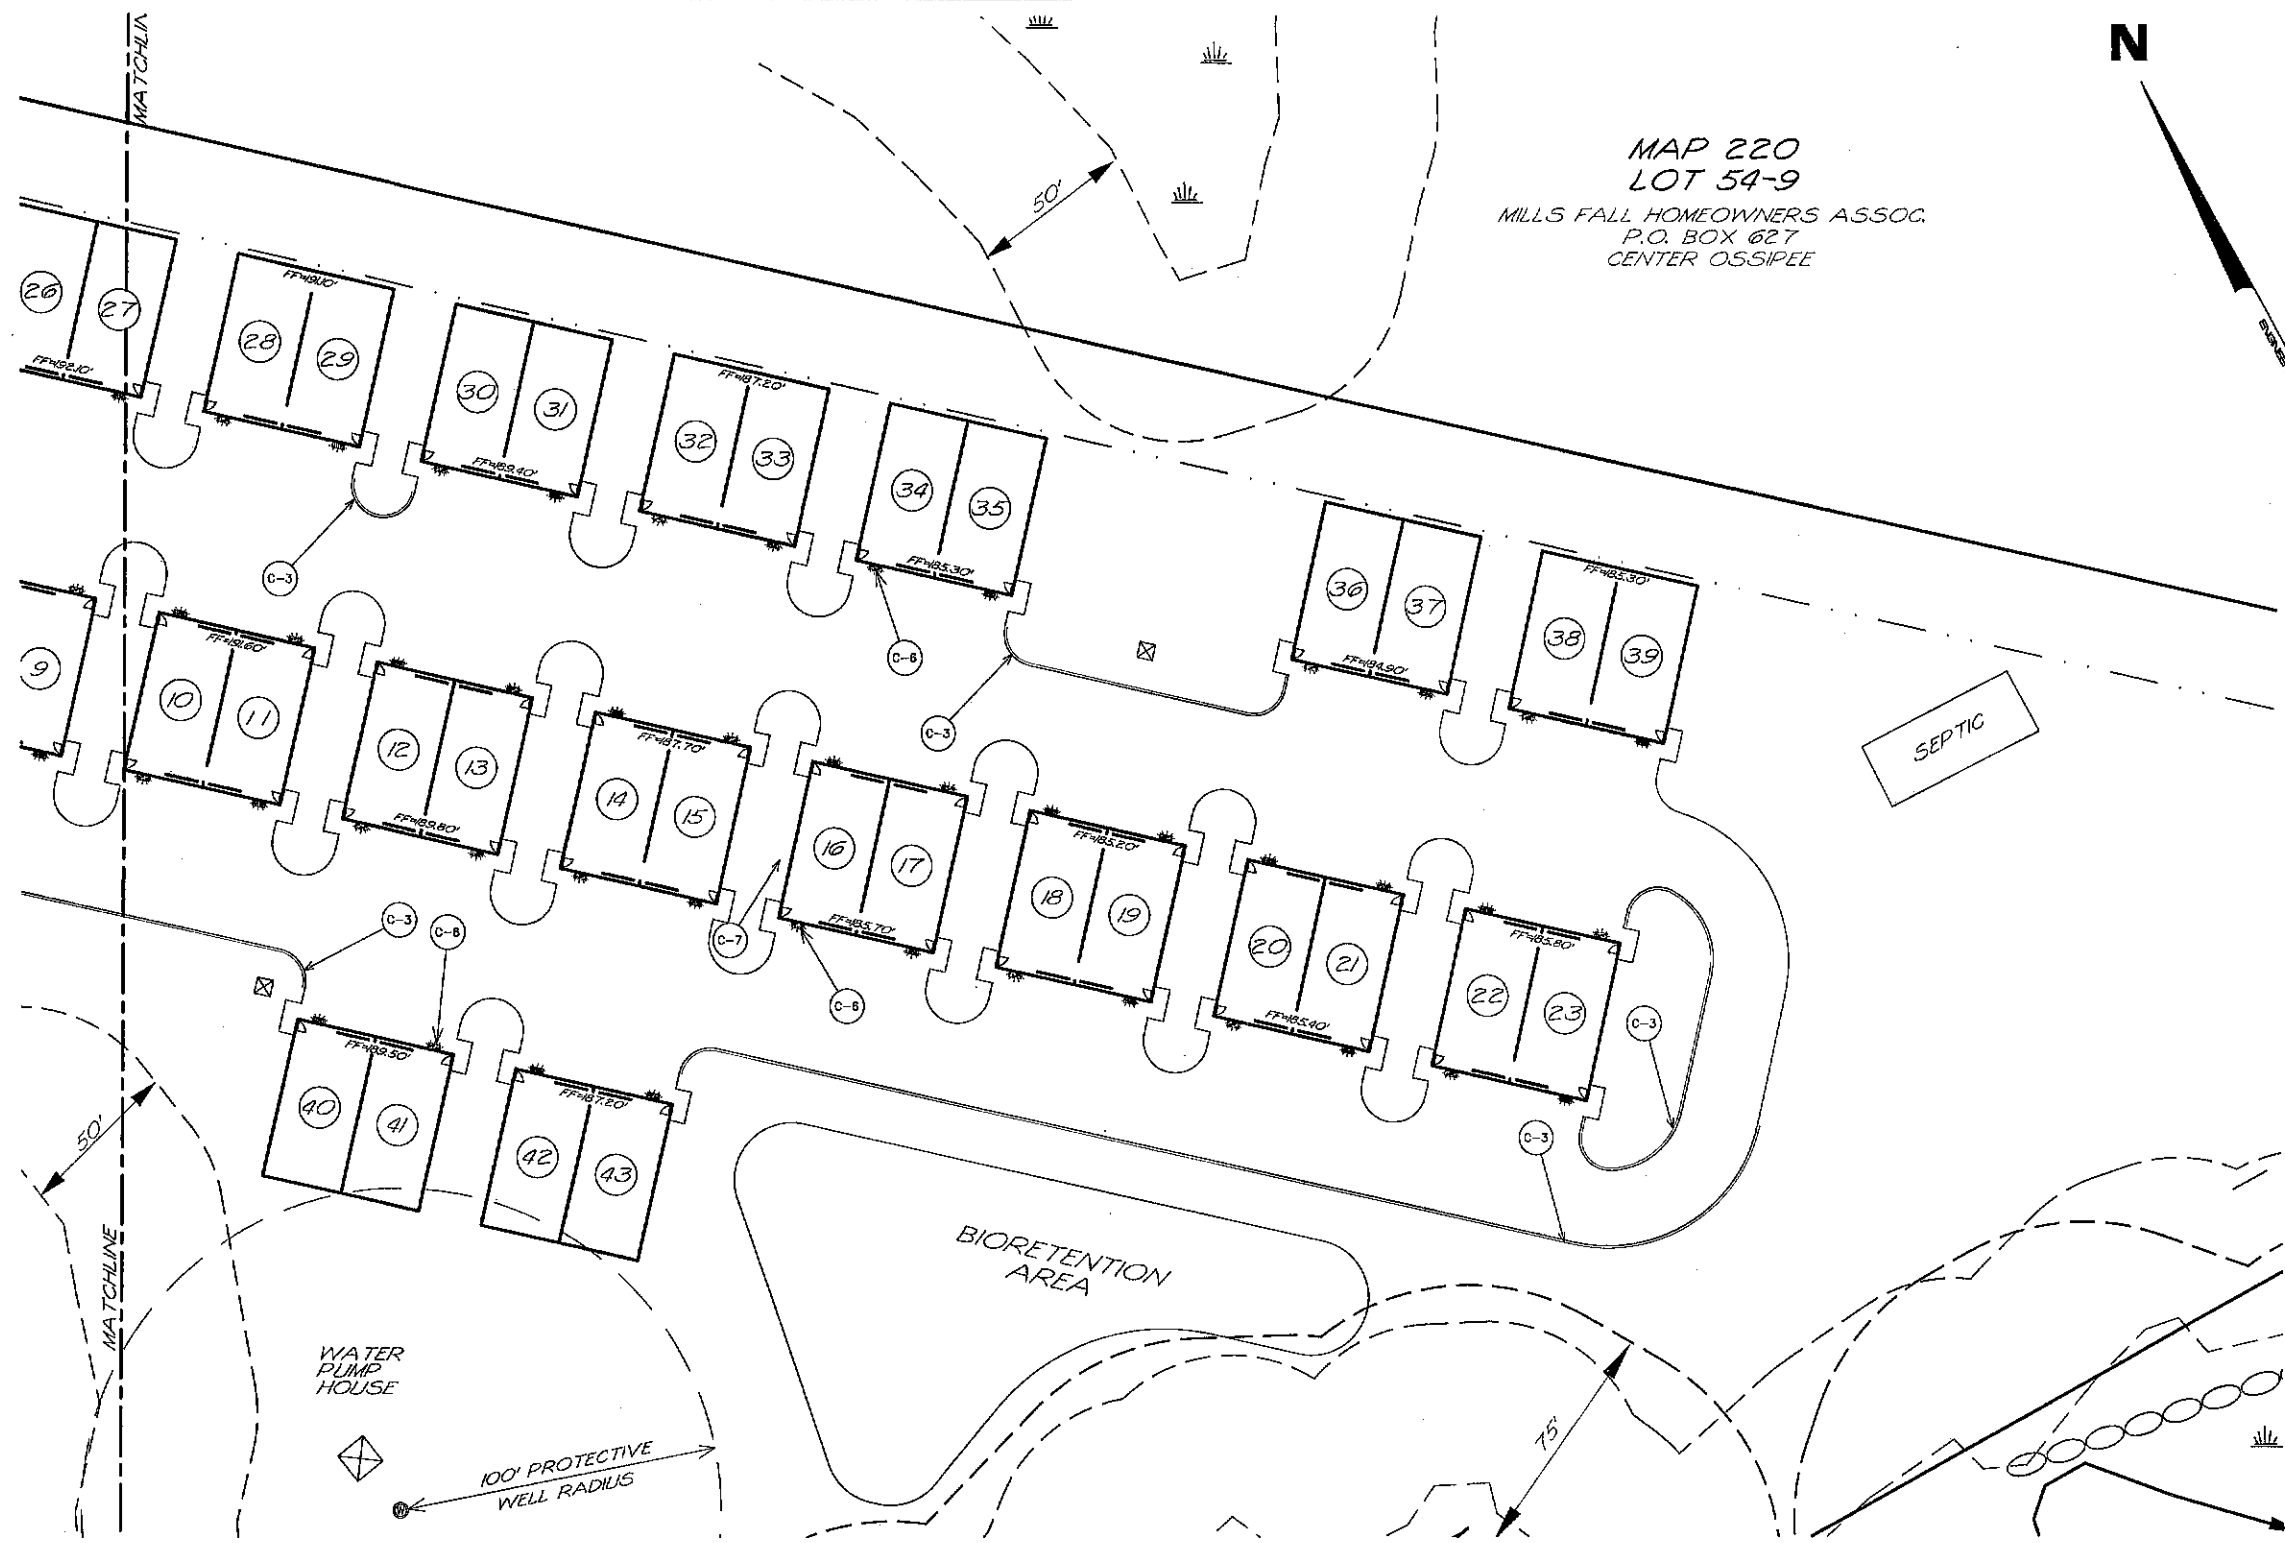 MATCHLIN
N
MAP 220
LOT 54-9
MILLS FALL HOMEOWNERS ASSOC.
P.O. BOX 627
CENTER OSSIPEE
50'
26
27
FF=192.10'
FF=191.10'
28
29
30
31
FF=189.40'
FF=187.20'
32
33
34
35
FF=185.30'
36
37
FF=184.90'
FF=185.30'
38
39
C-3
C-6
C-3
SEPTIC
9
FF=191.60'
10
11
12
13
FF=189.80'
FF=187.70'
14
15
16
17
FF=185.70'
FF=185.20'
18
19
20
21
FF=185.40'
FF=185.80'
22
23
C-3
C-6
C-7
C-6
C-3
C-3
FF=189.50'
40
41
FF=187.20'
42
43
50'
MATCHLINE
BIORETENTION
AREA
WATER
PUMP
HOUSE
100' PROTECTIVE
WELL RADIUS
W
75'